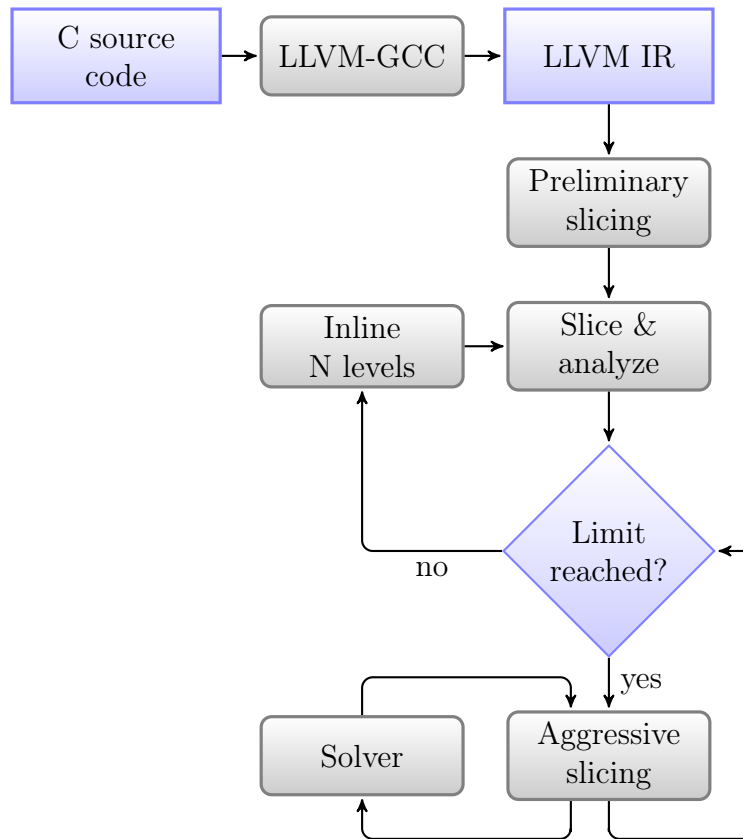 C source
code
LLVM-GCC
LLVM IR
Preliminary
slicing
Inline
N levels
Slice &
analyze
Limit
reached?
no
yes
Solver
Aggressive
slicing